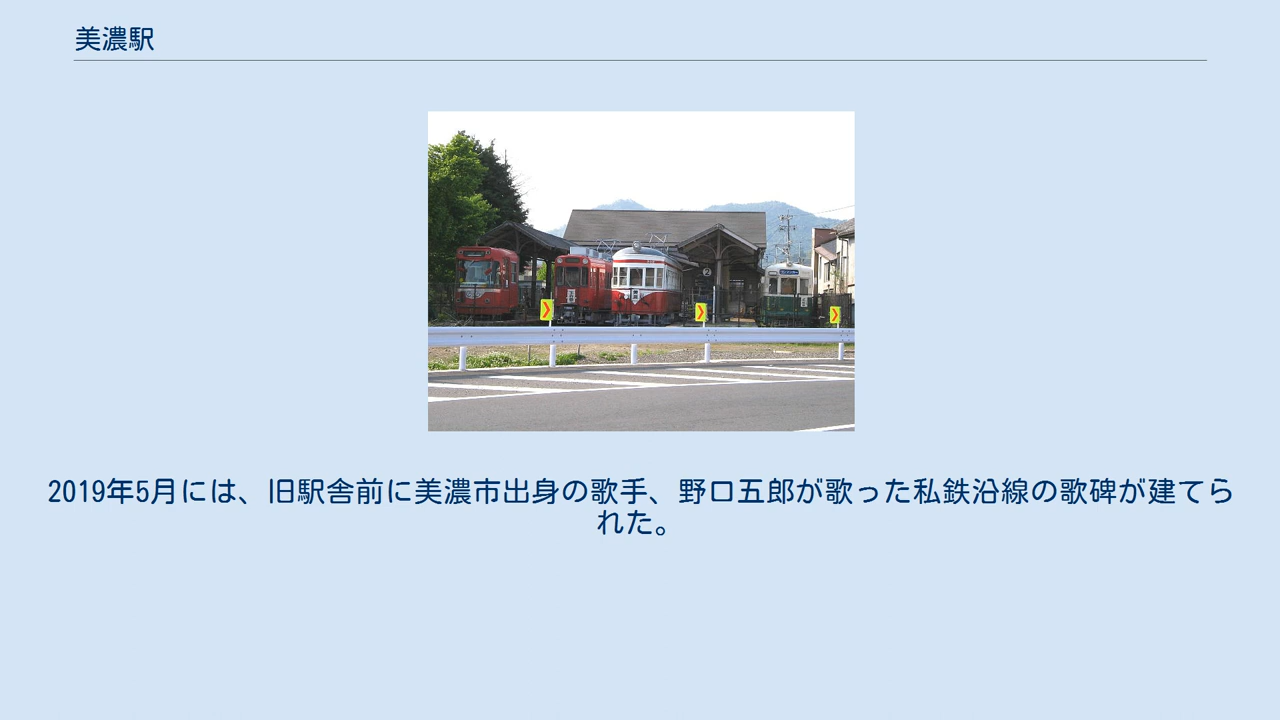 美濃駅
2
2019年5月には、旧駅舎前に美濃市出身の歌手、野口五郎が歌った私鉄沿線の歌碑が建てら
れた。